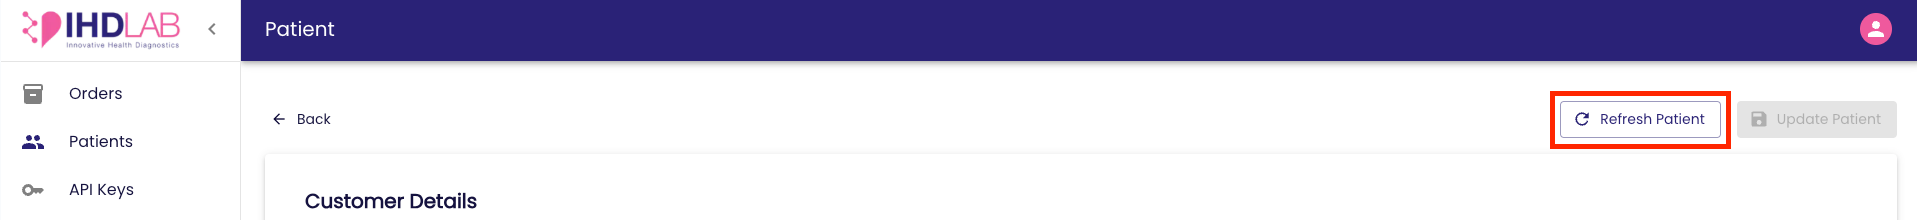 IHDLAB
Innovative Health Diagnostics
Patient
Orders
Patients
API Keys
Back
Refresh Patient
Update Patient
Customer Details